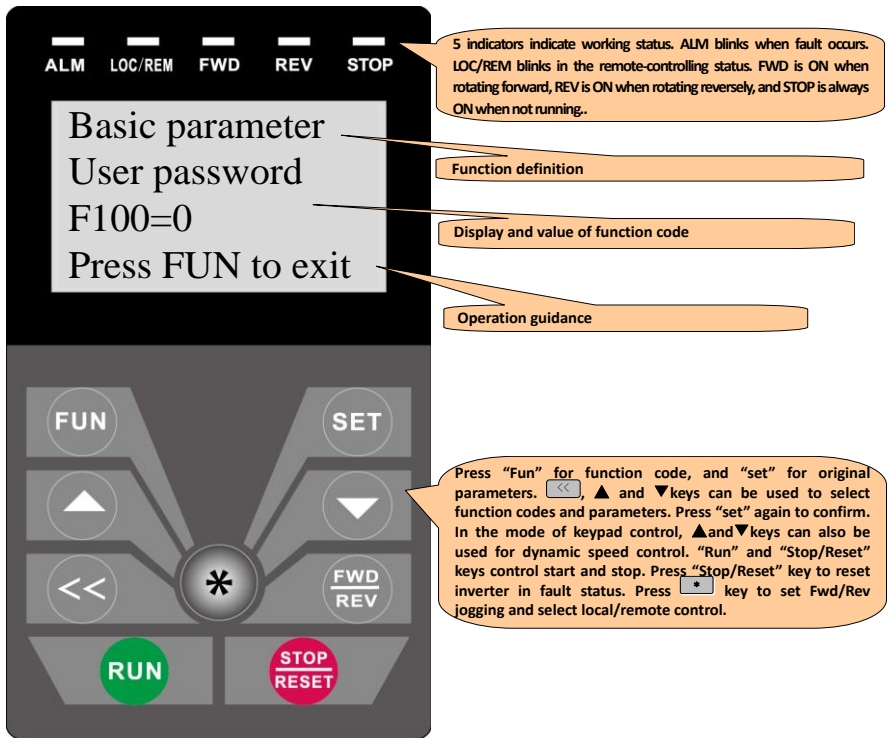 ALM LOC/REM FWD REV STOP
Basic parameter
User password
F100=0
Press FUN to exit
5 indicators indicate working status. ALM blinks when fault occurs.
LOC/REM blinks in the remote-controlling status. FWD is ON when
rotating forward, REV is ON when rotating reversely, and STOP is always
ON when not running..
Function definition
Display and value of function code
Operation guidance
FUN
SET
<<
*
FWD
REV
RUN
STOP
RESET
Press “Fun” for function code, and “set” for original
parameters. <<, ▲ and ▼keys can be used to select
function codes and parameters. Press “set” again to confirm.
In the mode of keypad control, ▲and▼keys can also be
used for dynamic speed control. “Run” and “Stop/Reset”
keys control start and stop. Press “Stop/Reset” key to reset
inverter in fault status. Press * key to set Fwd/Rev
jogging and select local/remote control.